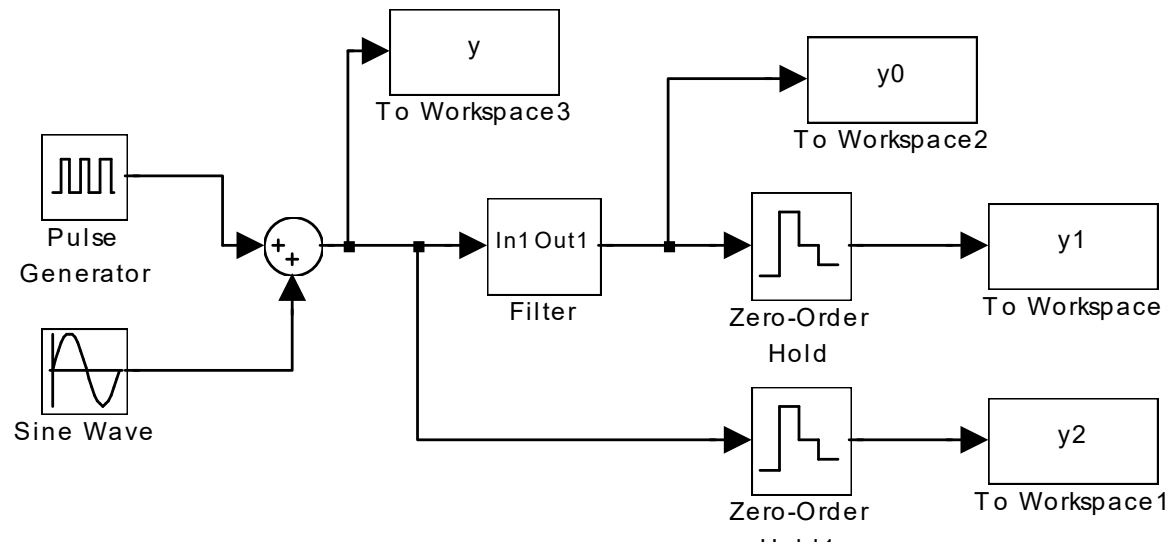 y
To Workspace3
y0
To Workspace2
Pulse
Generator
+
+
In1 Out1
Filter
Zero-Order
Hold
y1
To Workspace
Sine Wave
Zero-Order
y2
To Workspace1